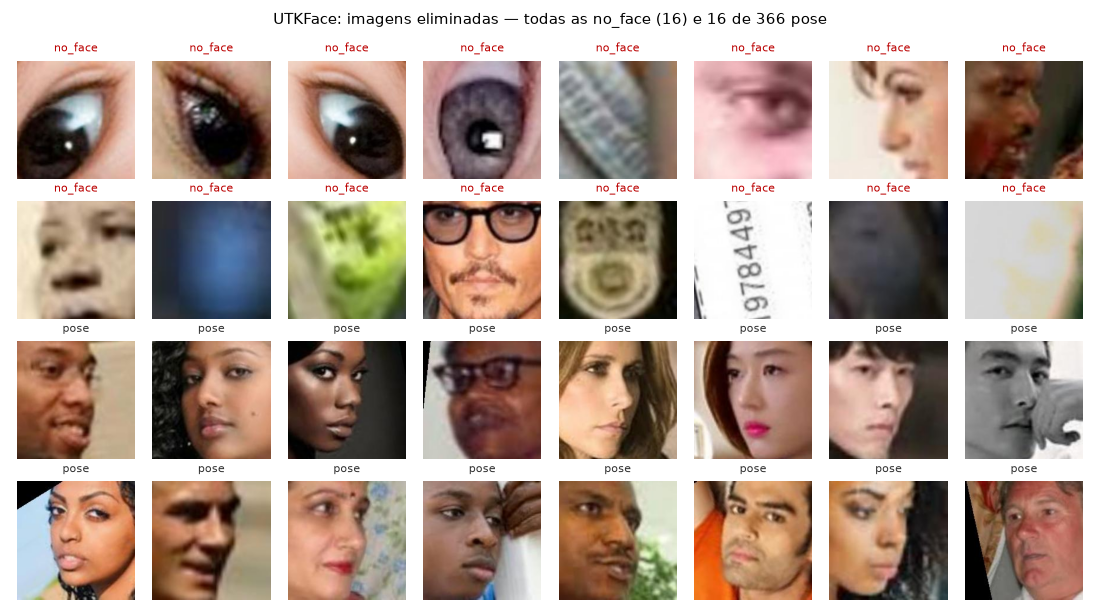 UTKFace: imagens eliminadas — todas as no_face (16) e 16 de 366 pose
no_face no_face no_face no_face no_face no_face no_face no_face
no_face no_face no_face no_face no_face no_face no_face no_face
1978449
pose pose pose pose pose pose pose pose
pose pose pose pose pose pose pose pose